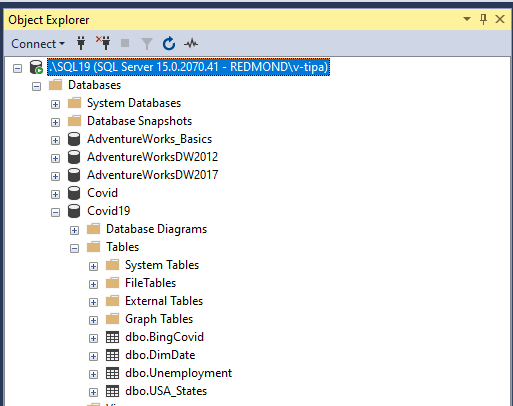 Object Explorer
Connect
.\SQL19 (SQL Server 15.0.2070.41 - REDMOND\v-tipa)
Databases
System Databases
Database Snapshots
AdventureWorks_Basics
AdventureWorksDW2012
AdventureWorksDW2017
Covid
Covid19
Database Diagrams
Tables
System Tables
FileTables
External Tables
Graph Tables
dbo.BingCovid
dbo.DimDate
dbo.Unemployment
dbo.USA_States